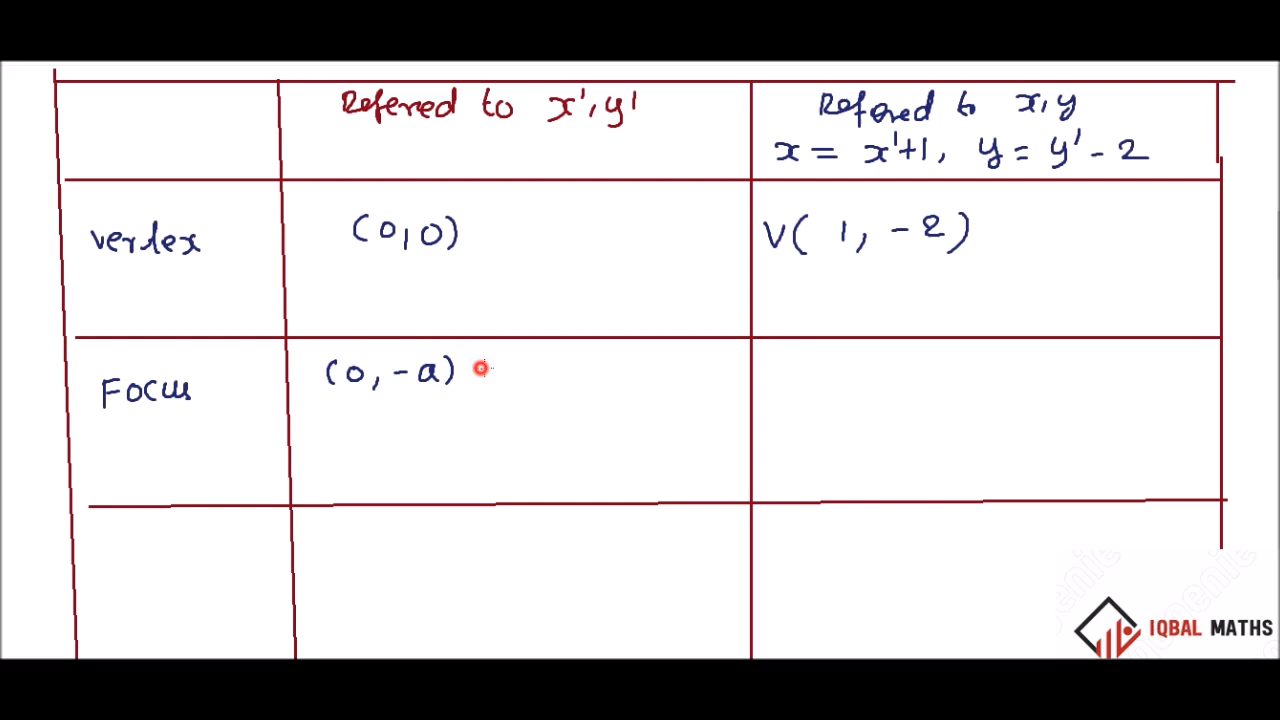 Refered to x', y'
Refered to x, y
x = x'+1, y = y' - 2
vertex
(0, 0)
V( 1, -2)
Focus
(0, -a)
IQBAL MATHS